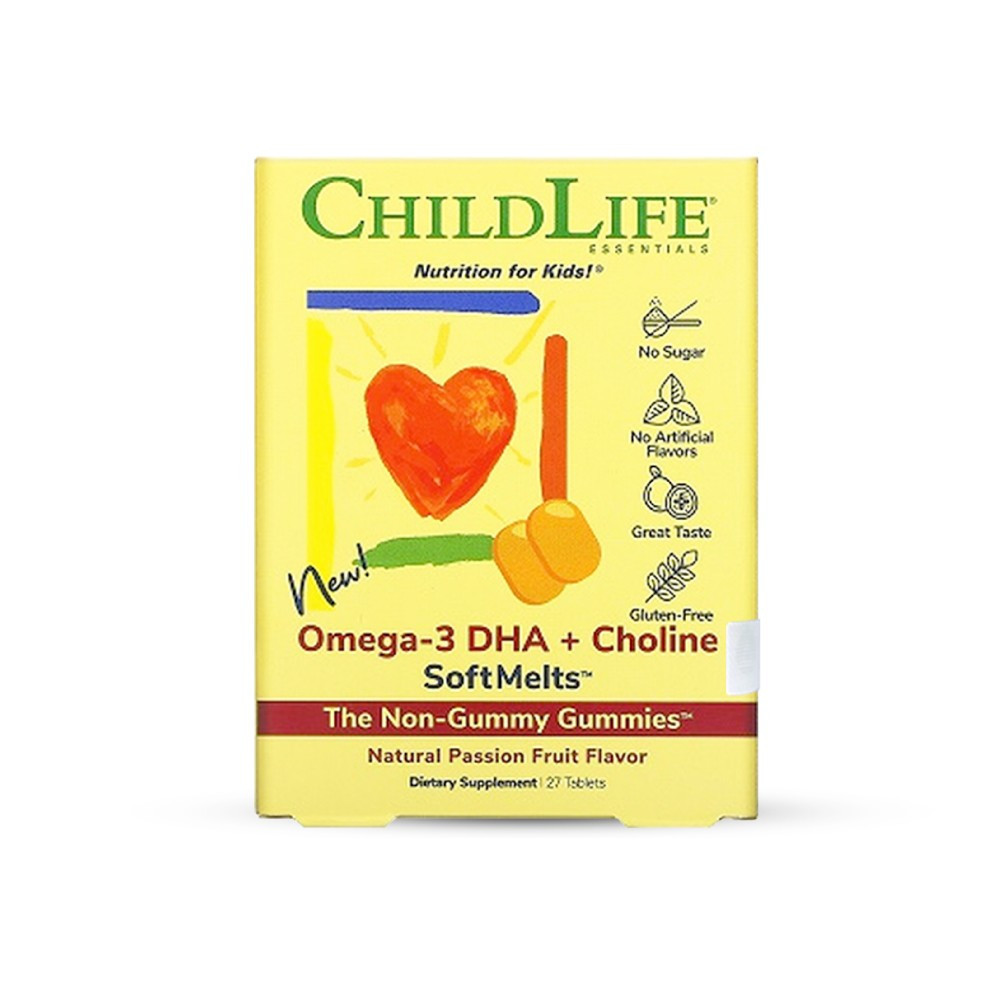 CHILDLIFE®
ESSENTIALS
Nutrition for Kids!®
No Sugar
No Artificial
Flavors
Great Taste
Gluten-Free
New!
Omega-3 DHA + Choline
SoftMelts™
The Non-Gummy Gummies™
Natural Passion Fruit Flavor
Dietary Supplement | 27 Tablets